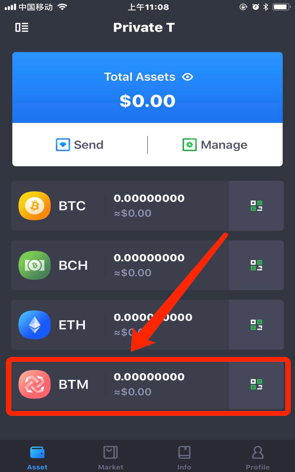 中国移动 上午11:08
Private T
Total Assets
$0.00
Send Manage
BTC 0.00000000
≈$0.00
BCH 0.00000000
≈$0.00
ETH 0.00000000
≈$0.00
BTM 0.00000000
≈$0.00
Asset Market Info Profile